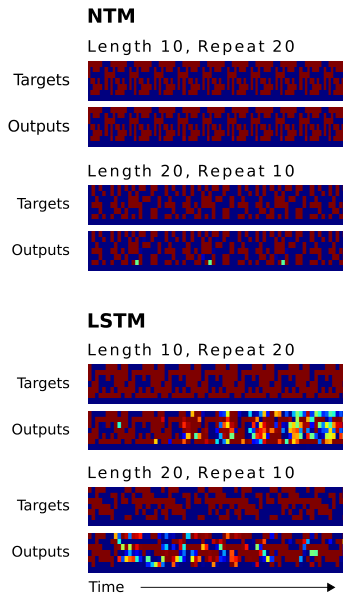 NTM
Length 10, Repeat 20
Targets
Outputs
Length 20, Repeat 10
Targets
Outputs
LSTM
Length 10, Repeat 20
Targets
Outputs
Length 20, Repeat 10
Targets
Outputs
Time